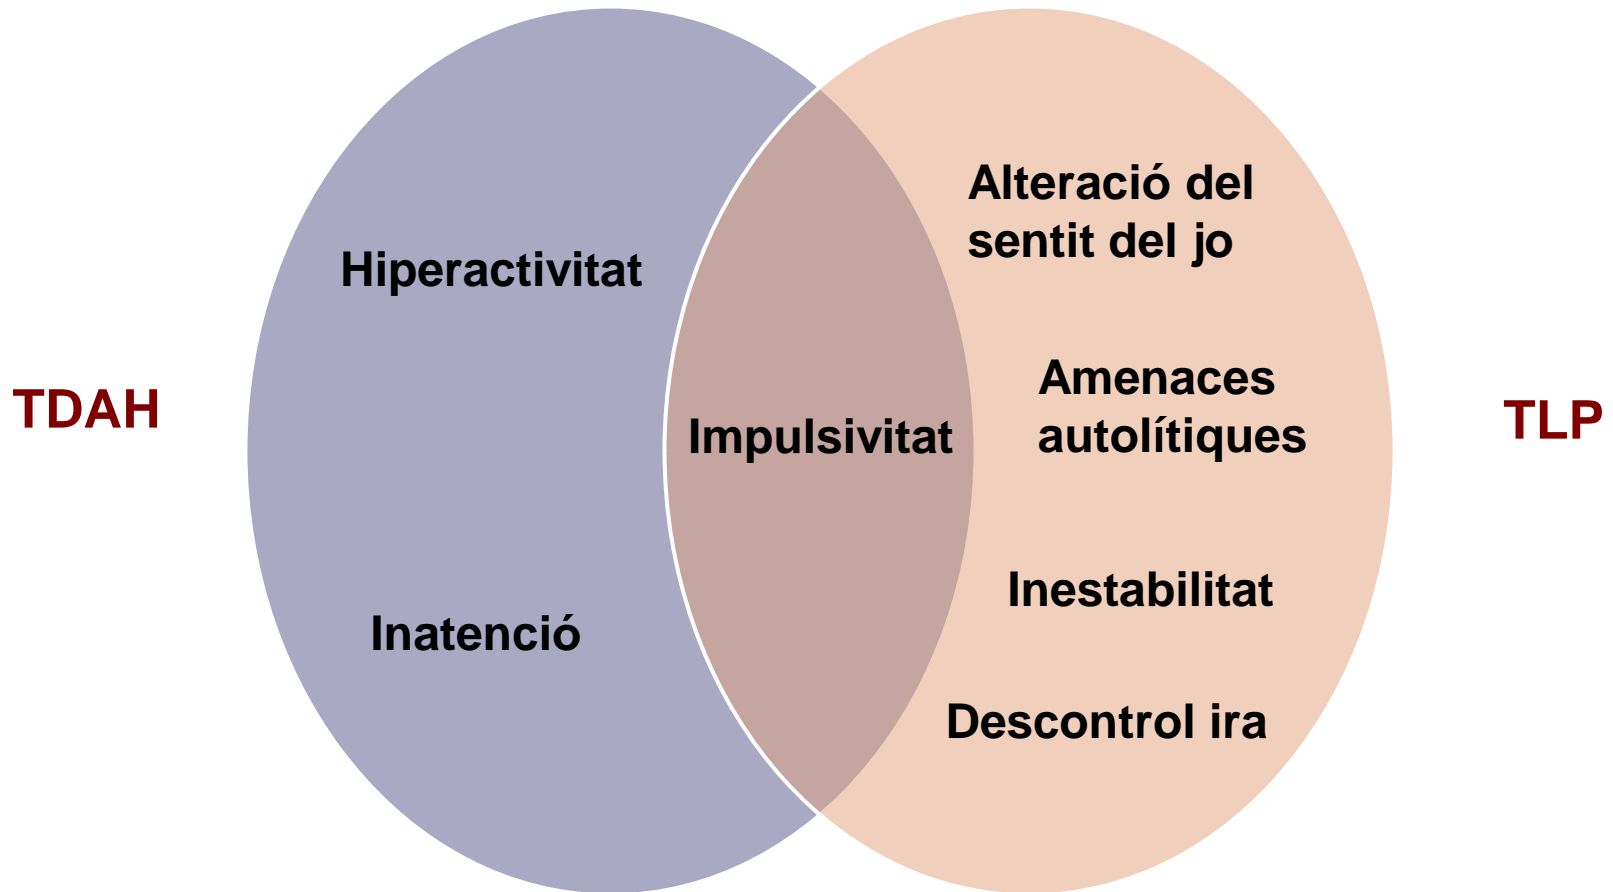 TDAH
Hiperactivitat
Inatenció
Impulsivitat
Alteració del
sentit del jo
Amenaces
autolítiques
Inestabilitat
Descontrol ira
TLP